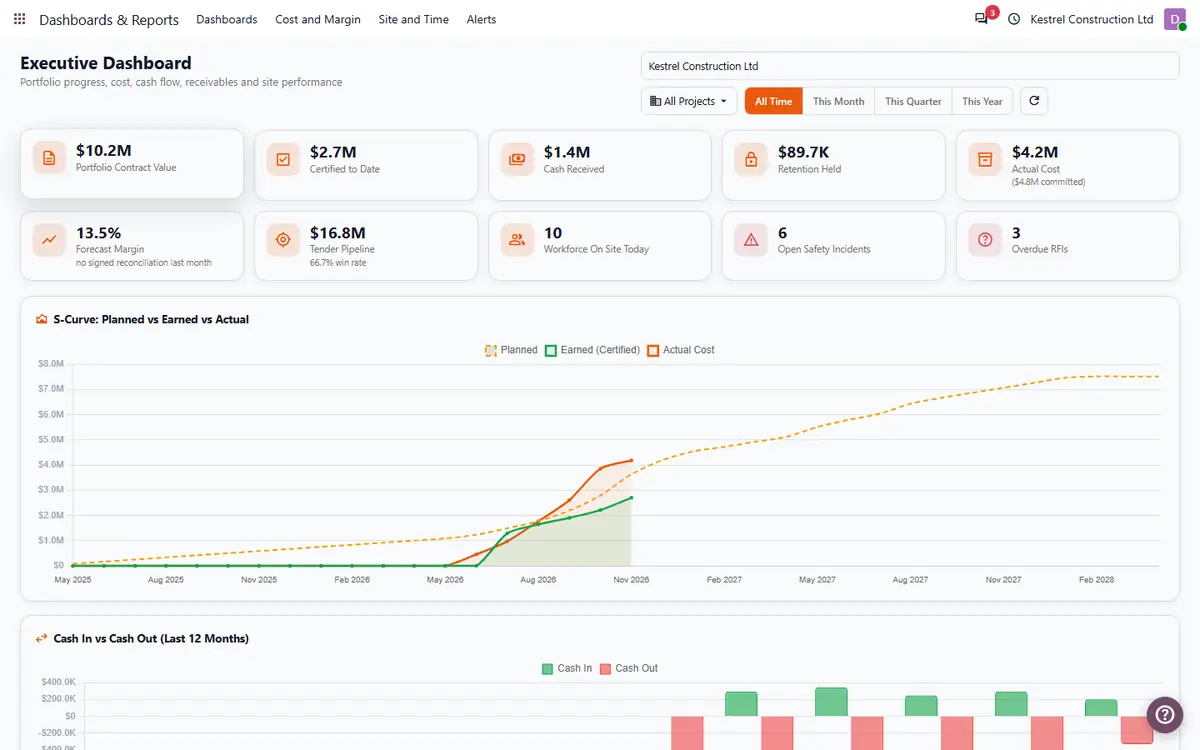 Dashboards & Reports Dashboards Cost and Margin Site and Time Alerts 3 Kestrel Construction Ltd D
Executive Dashboard
Portfolio progress, cost, cash flow, receivables and site performance
Kestrel Construction Ltd
All Projects All Time This Month This Quarter This Year
$10.2M
Portfolio Contract Value
$2.7M
Certified to Date
$1.4M
Cash Received
$89.7K
Retention Held
$4.2M
Actual Cost
($4.8M committed)
13.5%
Forecast Margin
no signed reconciliation last month
$16.8M
Tender Pipeline
66.7% win rate
10
Workforce On Site Today
6
Open Safety Incidents
3
Overdue RFIs
S-Curve: Planned vs Earned vs Actual
Planned Earned (Certified) Actual Cost
$8.0M
$7.0M
$6.0M
$5.0M
$4.0M
$3.0M
$2.0M
$1.0M
$0
May 2025 Aug 2025 Nov 2025 Feb 2026 May 2026 Aug 2026 Nov 2026 Feb 2027 May 2027 Aug 2027 Nov 2027 Feb 2028
Cash In vs Cash Out (Last 12 Months)
Cash In Cash Out
$400.0K
$200.0K
$0
-$200.0K
-$400.0K